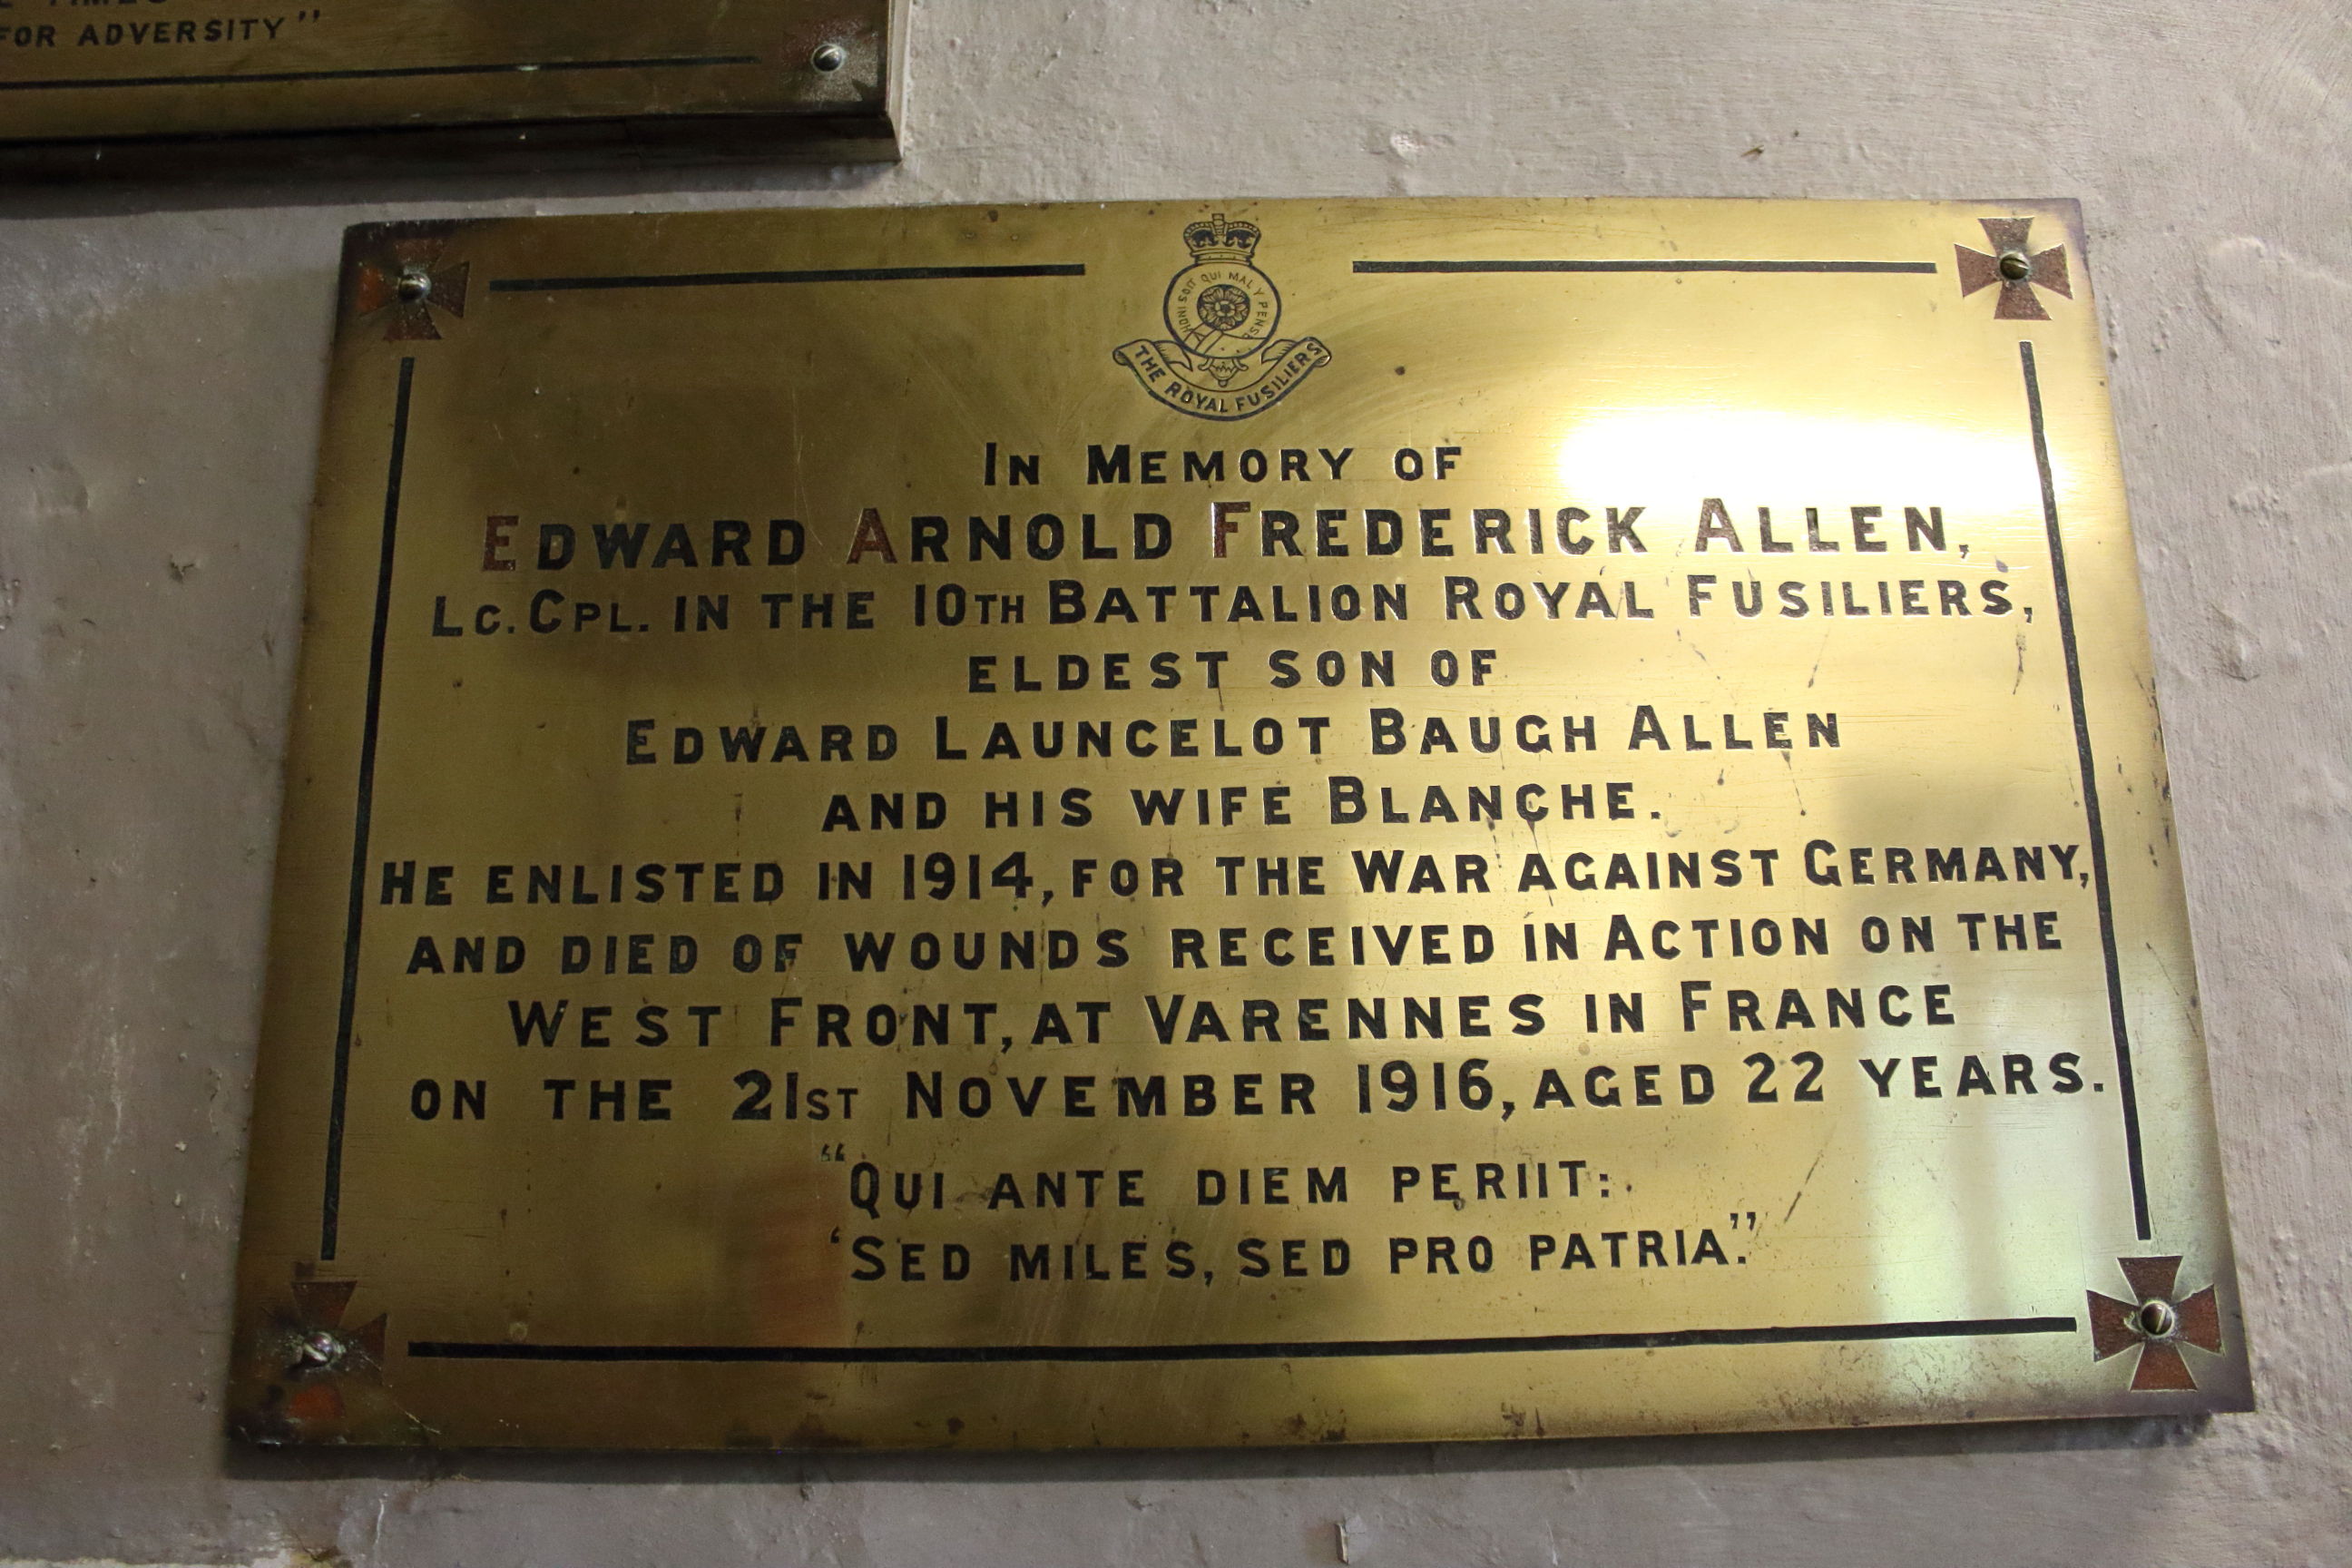 FOR ADVERSITY"
HONI SOIT QUI MAL Y PENSE
THE ROYAL FUSILIERS
IN MEMORY OF
EDWARD ARNOLD FREDERICK ALLEN,
LC. CPL. IN THE 10TH BATTALION ROYAL FUSILIERS,
ELDEST SON OF
EDWARD LAUNCELOT BAUGH ALLEN
AND HIS WIFE BLANCHE.
HE ENLISTED IN 1914, FOR THE WAR AGAINST GERMANY,
AND DIED OF WOUNDS RECEIVED IN ACTION ON THE
WEST FRONT, AT VARENNES IN FRANCE
ON THE 21ST NOVEMBER 1916, AGED 22 YEARS.
"QUI ANTE DIEM PERIIT:
'SED MILES, SED PRO PATRIA."